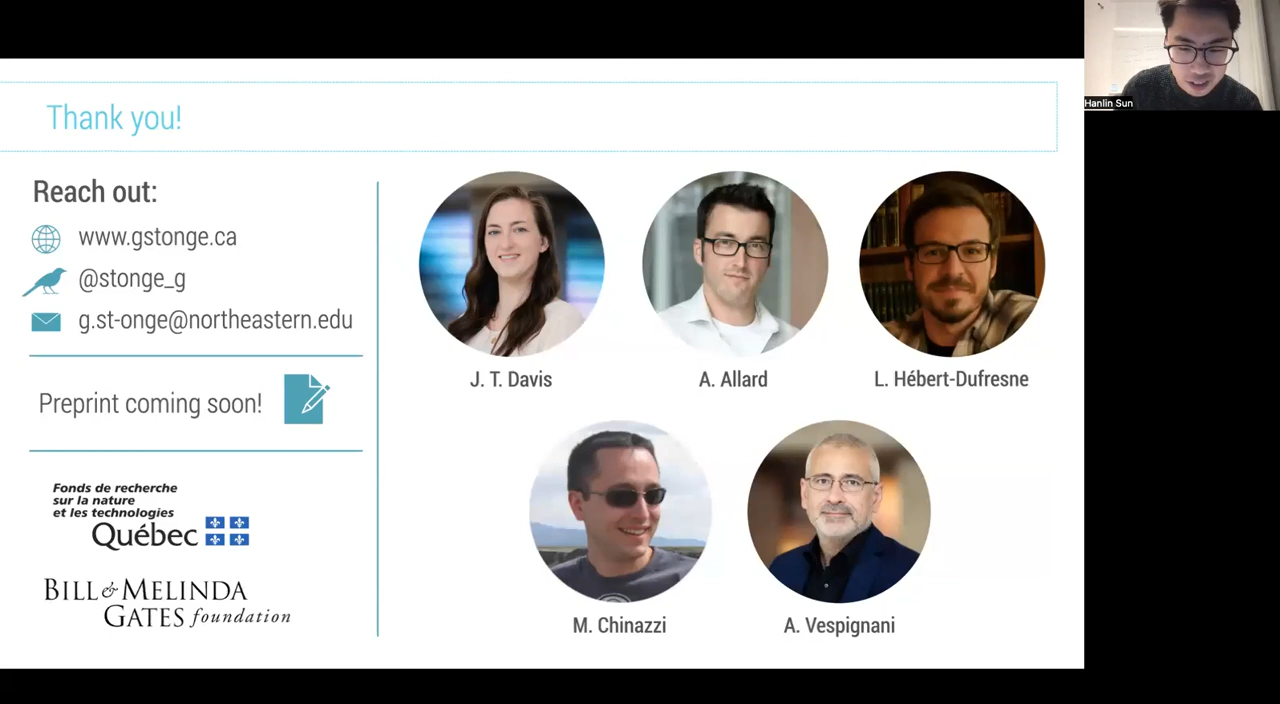 Thank you!
Reach out:
www.gstonge.ca
@stonge_g
g.st-onge@northeastern.edu
Preprint coming soon!
Fonds de recherche
sur la nature
et les technologies
Québec
BILL & MELINDA
GATES foundation
J. T. Davis
A. Allard
L. Hébert-Dufresne
M. Chinazzi
A. Vespignani
Hanlin Sun